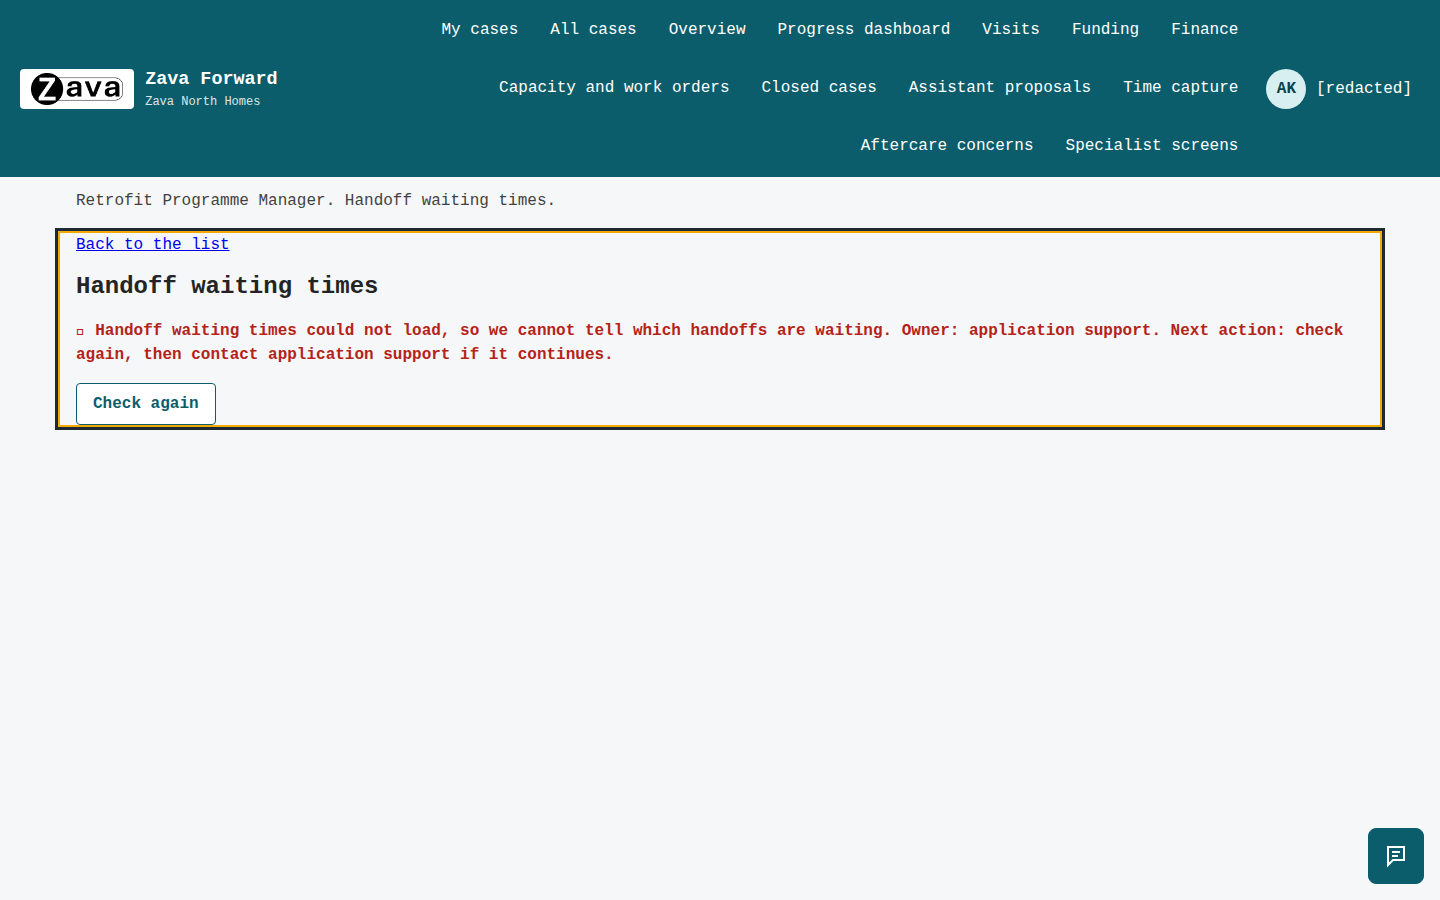 My cases All cases Overview Progress dashboard Visits Funding Finance
Zava
Zava Forward
Zava North Homes
Capacity and work orders Closed cases Assistant proposals Time capture
AK [redacted]
Aftercare concerns Specialist screens
Retrofit Programme Manager. Handoff waiting times.
Back to the list
Handoff waiting times
Handoff waiting times could not load, so we cannot tell which handoffs are waiting. Owner: application support. Next action: check
again, then contact application support if it continues.
Check again